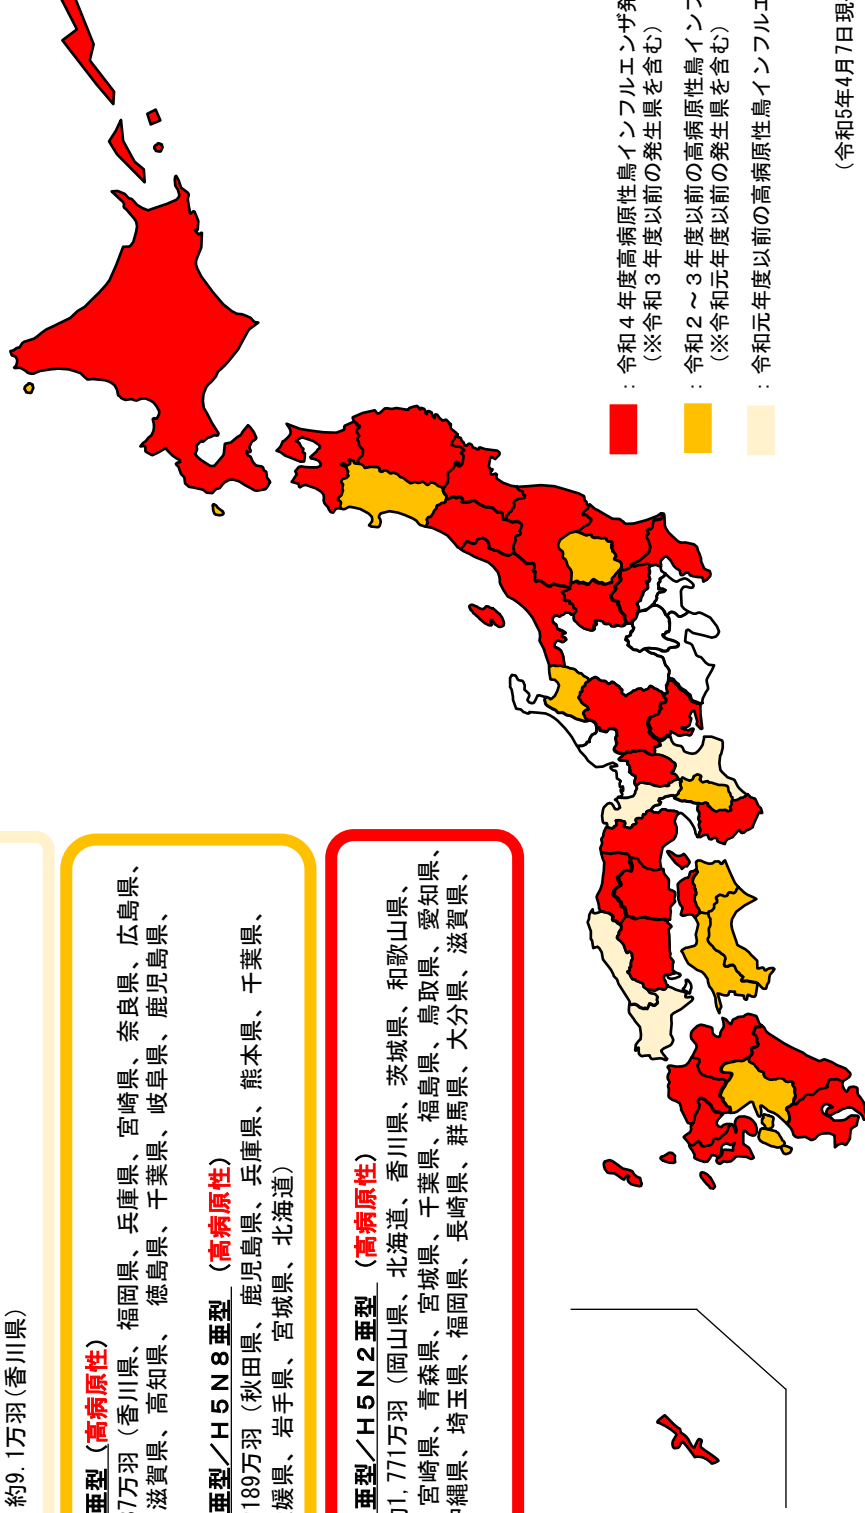 約9.1万羽(香川県)
亜型(高病原性)
87万羽(香川県、福岡県、兵庫県、宮崎県、奈良県、広島県、
滋賀県、高知県、徳島県、千葉県、岐阜県、鹿児島県、
亜型／Ｈ５Ｎ８亜型（高病原性）
189万羽（秋田県、鹿児島県、兵庫県、熊本県、千葉県、
媛県、岩手県、宮城県、北海道）
亜型／Ｈ５Ｎ２亜型（高病原性）
1,771万羽（岡山県、北海道、香川県、茨城県、和歌山県、
宮崎県、青森県、宮城県、千葉県、福島県、鳥取県、愛知県、
縄県、埼玉県、福岡県、長崎県、群馬県、大分県、滋賀県、
：令和４年度高病原性鳥インフルエンザ発
（※令和３年度以前の発生県を含む）
：令和２～３年度以前の高病原性鳥インフ
（※令和元年度以前の発生県を含む）
：令和元年度以前の高病原性鳥インフルエ
（令和5年4月7日現